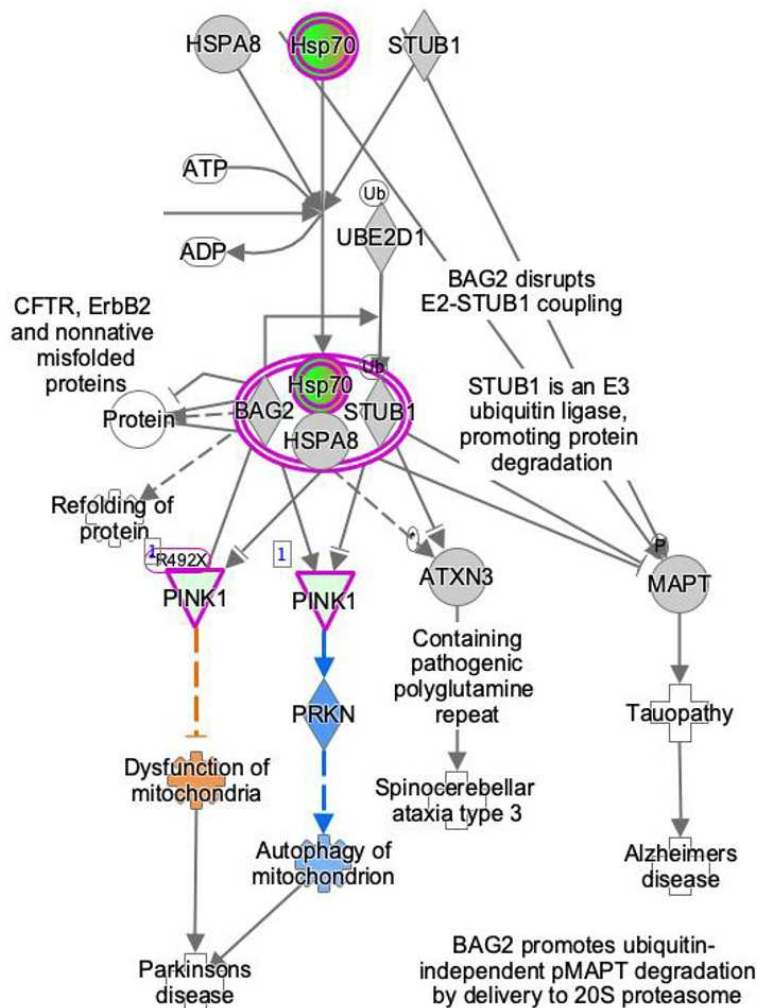 HSPA8
Hsp70
STUB1
ATP
Ub
UBE2D1
ADP
BAG2 disrupts
E2-STUB1 coupling
CFTR, ErbB2
and nonnative
misfolded
proteins
Ub
Hsp70
BAG2
STUB1
HSPA8
Protein
STUB1 is an E3
ubiquitin ligase,
promoting protein
degradation
Refolding of
protein
1
R492X
PINK1
1
PINK1
ATXN3
P
MAPT
Containing
pathogenic
polyglutamine
repeat
PRKN
Tauopathy
Dysfunction of
mitochondria
Spinocerebellar
ataxia type 3
Autophagy of
mitochondrion
Alzheimers
disease
Parkinsons
disease
BAG2 promotes ubiquitin-
independent pMAPT degradation
by delivery to 20S proteasome